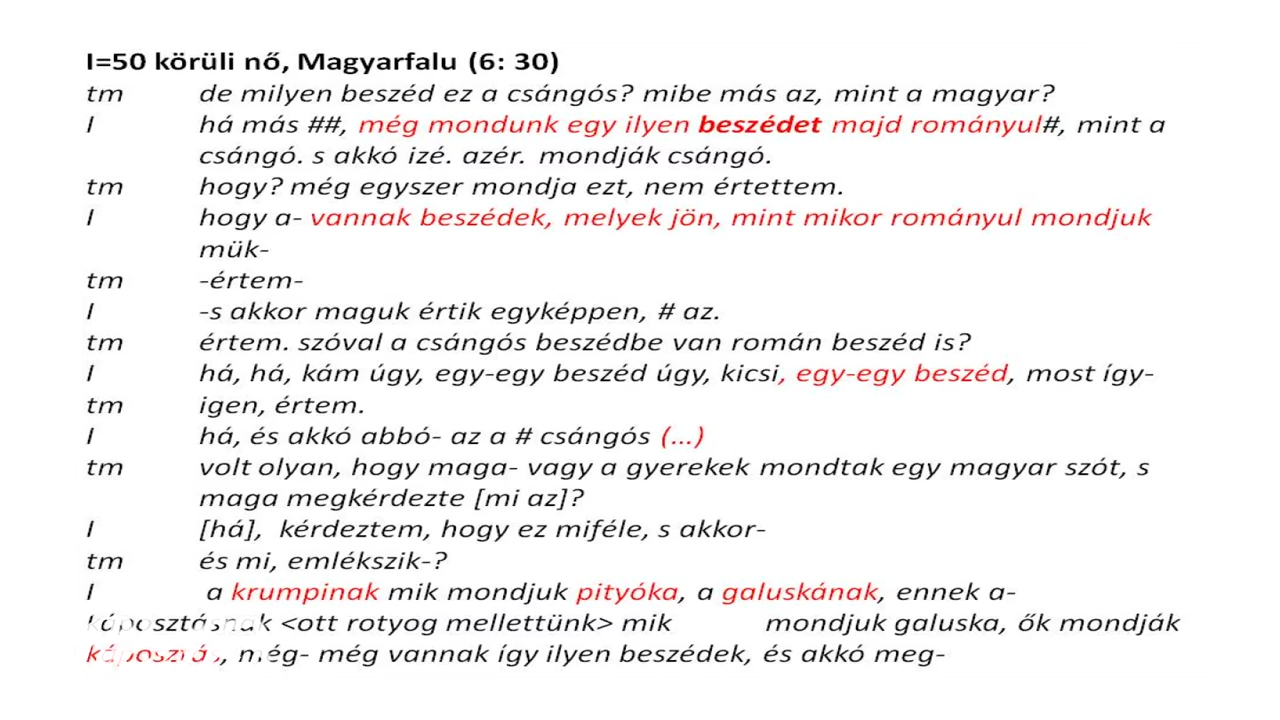 I=50 körüli nő, Magyarfalu (6: 30)
tm de milyen beszéd ez a csángós? mibe más az, mint a magyar?
I há más ##, még mondunk egy ilyen beszédet majd rományul#, mint a
csángó. s akkó izé. azér. mondják csángó.
tm hogy? még egyszer mondja ezt, nem értettem.
I hogy a- vannak beszédek, melyek jön, mint mikor rományul mondjuk
mük-
tm -értem-
I -s akkor maguk értik egyképpen, # az.
tm értem. szóval a csángós beszédbe van román beszéd is?
I há, há, kám úgy, egy-egy beszéd úgy, kicsi, egy-egy beszéd, most így-
tm igen, értem.
I há, és akkó abbó- az a # csángós (...)
tm volt olyan, hogy maga- vagy a gyerekek mondtak egy magyar szót, s
maga megkérdezte [mi az]?
I [há], kérdeztem, hogy ez miféle, s akkor-
tm és mi, emlékszik-?
I a krumpinak mik mondjuk pityóka, a galuskának, ennek a-
káposztásnak <ott rotyog mellettünk> mik mondjuk galuska, ők mondják
káposztás, még- még vannak így ilyen beszédek, és akkó meg-